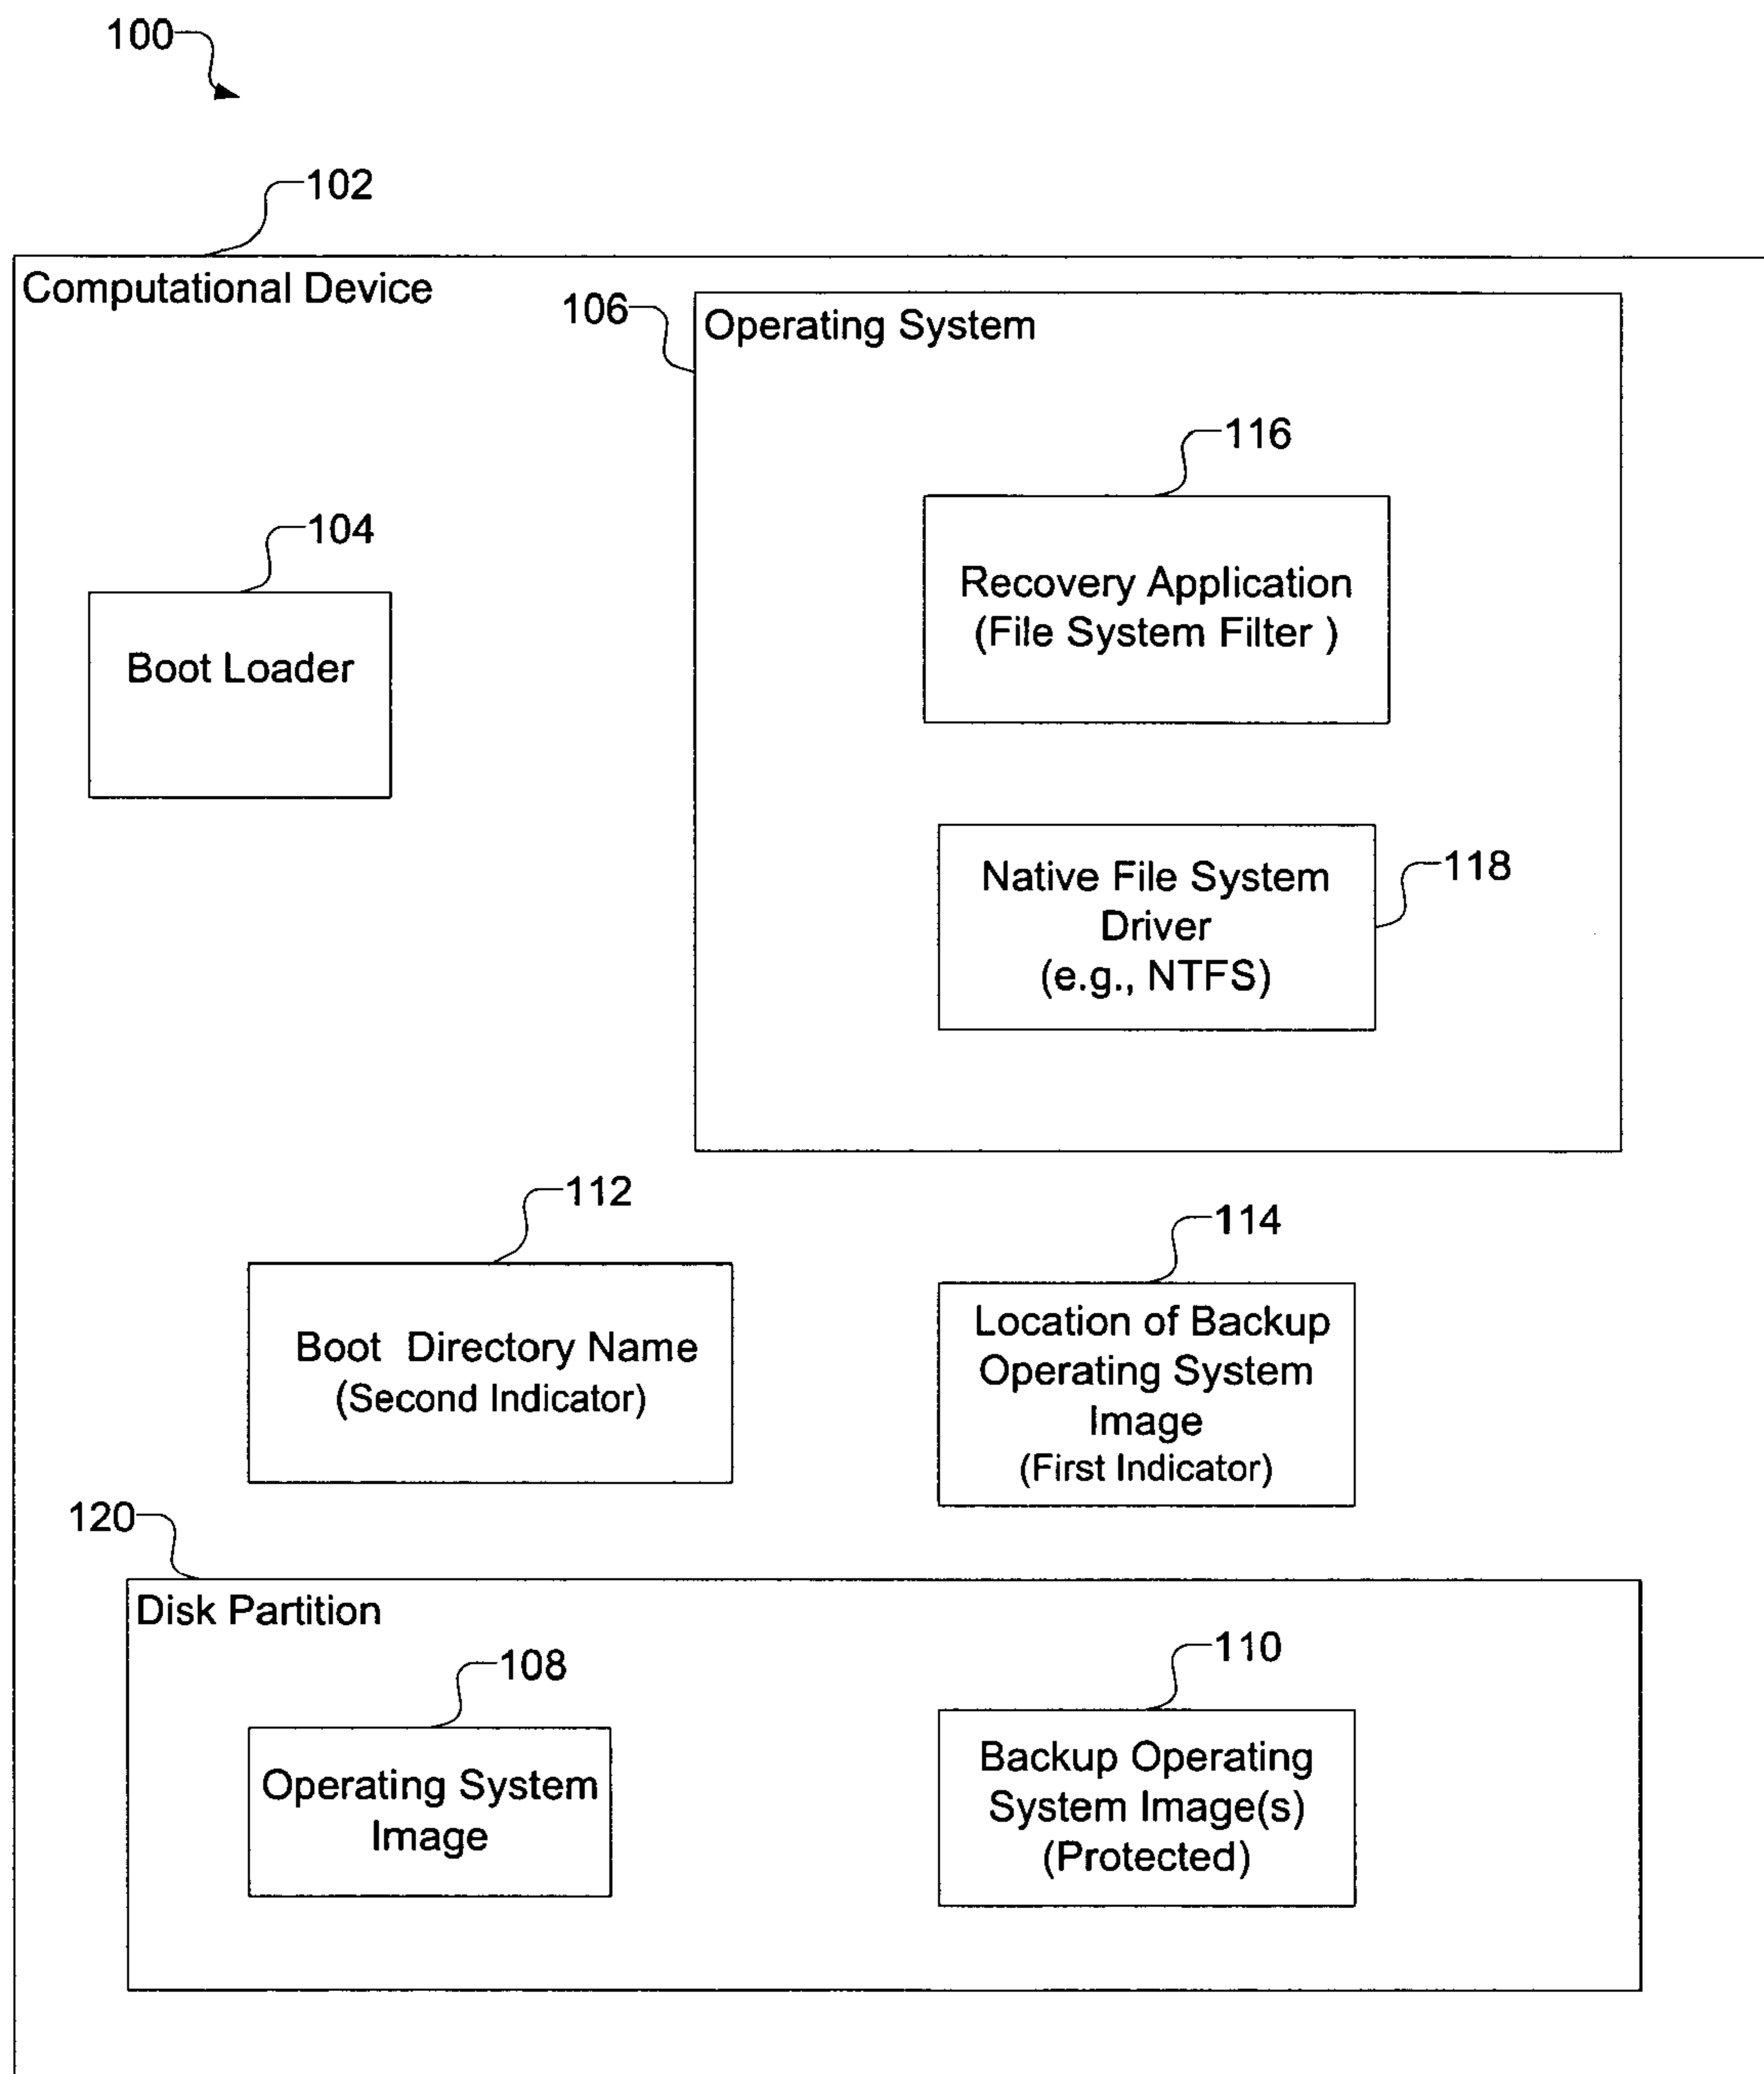 100
102
Computational Device
106
Operating System
116
Recovery Application
(File System Filter )
104
Boot Loader
Native File System
Driver
(e.g., NTFS)
118
112
Boot Directory Name
(Second Indicator)
114
Location of Backup
Operating System
Image
(First Indicator)
120
Disk Partition
108
Operating System
Image
110
Backup Operating
System Image(s)
(Protected)